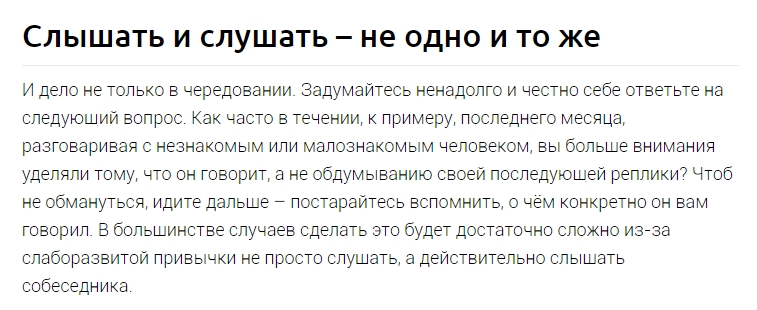 Слышать и слушать – не одно и то же
И дело не только в чередовании. Задумайтесь ненадолго и честно себе ответьте на
следующий вопрос. Как часто в течении, к примеру, последнего месяца,
разговаривая с незнакомым или малознакомым человеком, вы больше внимания
уделяли тому, что он говорит, а не обдумыванию своей последующей реплики? Чтоб
не обмануться, идите дальше – постарайтесь вспомнить, о чём конкретно он вам
говорил. В большинстве случаев сделать это будет достаточно сложно из-за
слаборазвитой привычки не просто слушать, а действительно слышать
собеседника.